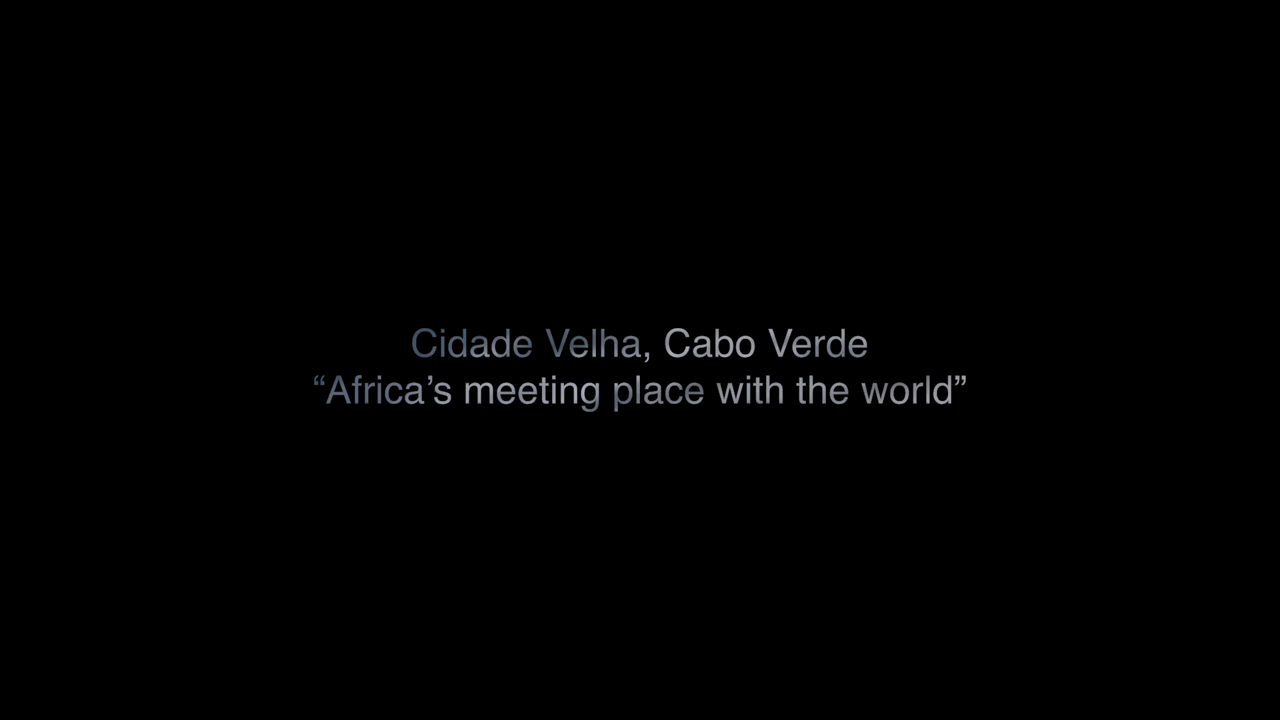 Cidade Velha, Cabo Verde
“Africa’s meeting place with the world”